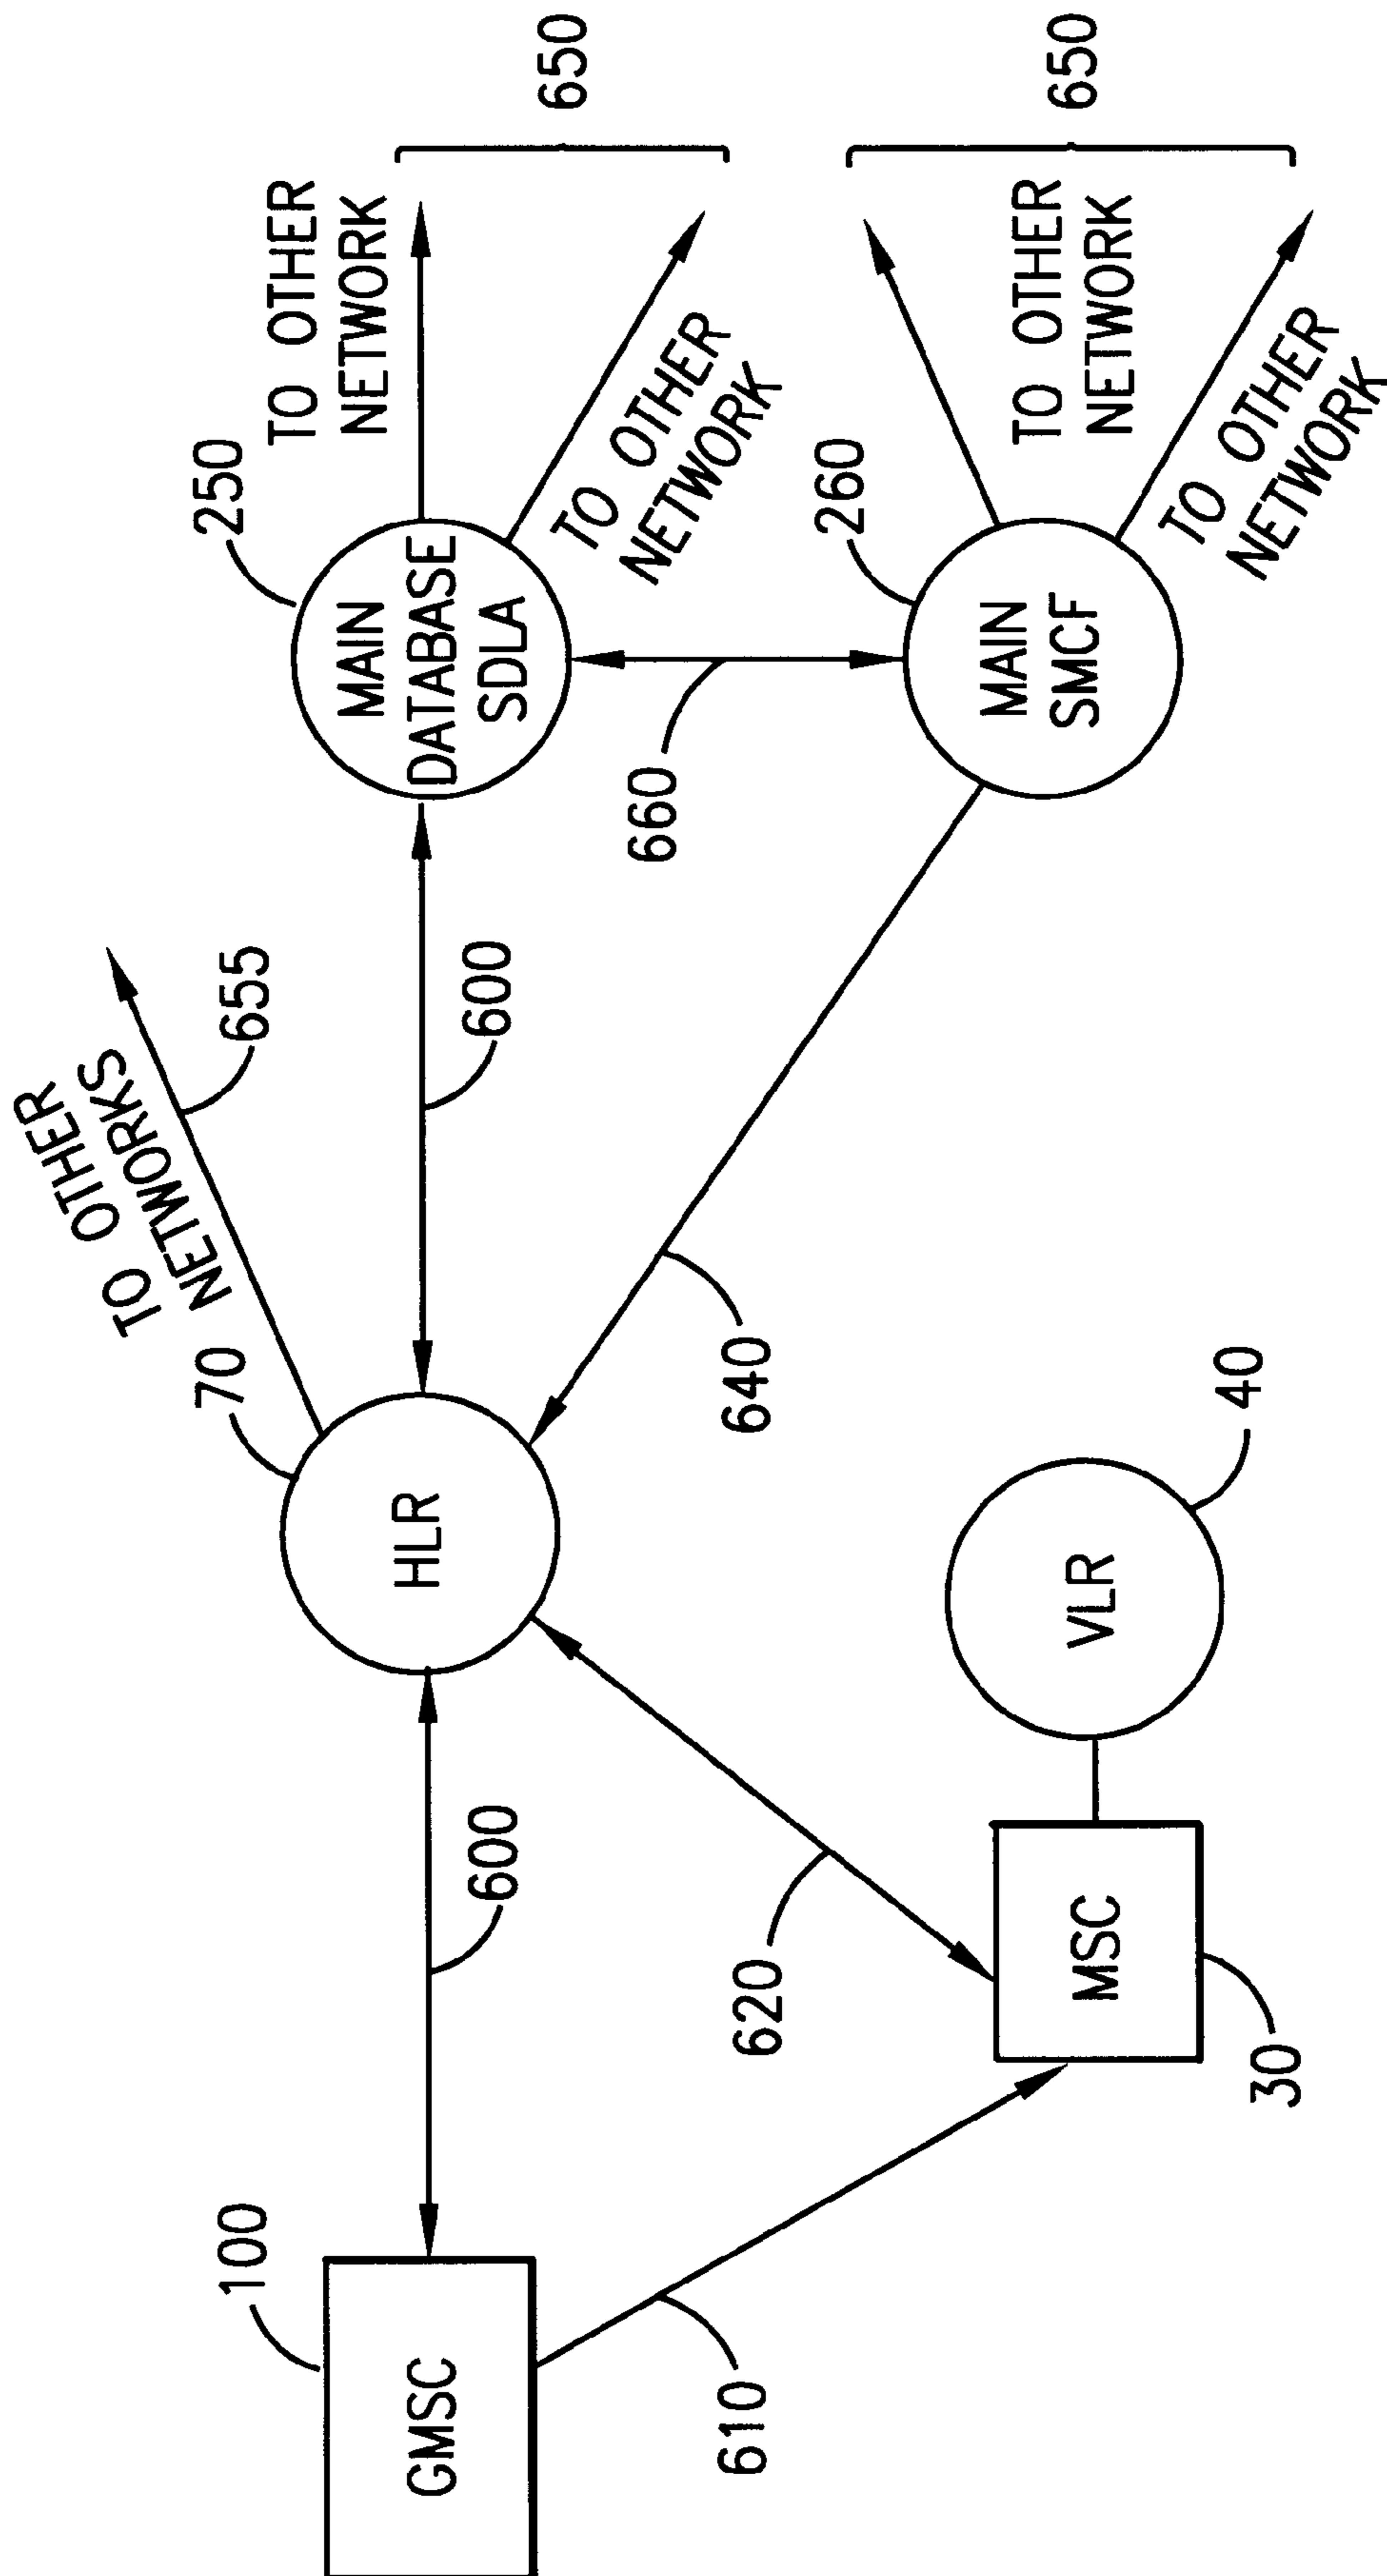 TO OTHER
NETWORKS
655
70
HLR
600
250
MAIN
DATABASE
SDLA
TO OTHER
NETWORK
TO OTHER
NETWORK
650
100
GMSC
600
610
620
640
660
260
MAIN
SMCF
TO OTHER
NETWORK
TO OTHER
NETWORK
650
MSC
30
VLR
40